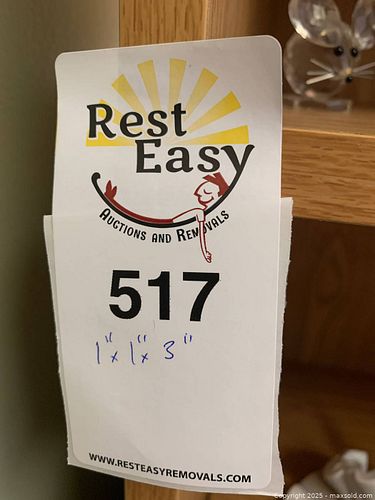 Rest
Easy
AUCTIONS AND REMOVALS
517
1" x 1" x 3"
WWW.RESTEASYREMOVALS.COM
Copyright 2025 - maxsold.com